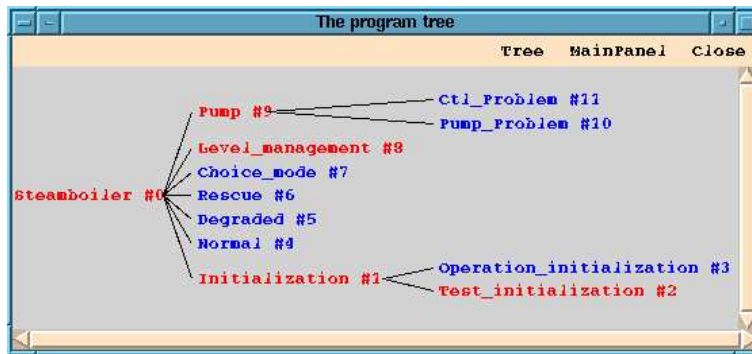 The program tree
Tree MainPanel Close
Ctl_Problem #11
Pump #9
Pump_Problem #10
Level_management #8
Choice_mode #7
Steamboiler #0
Rescue #6
Degraded #5
Normal #4
Operation_initialization #3
Initialization #1
Test_initialization #2